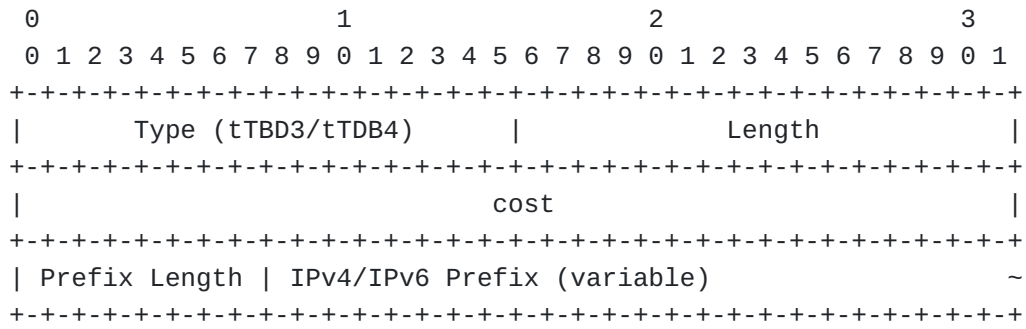 0                   1                   2                   3
 0 1 2 3 4 5 6 7 8 9 0 1 2 3 4 5 6 7 8 9 0 1 2 3 4 5 6 7 8 9 0 1
+-+-+-+-+-+-+-+-+-+-+-+-+-+-+-+-+-+-+-+-+-+-+-+-+-+-+-+-+-+-+-+-+
|       Type (tTBD3/tTDB4)      |             Length            |
+-+-+-+-+-+-+-+-+-+-+-+-+-+-+-+-+-+-+-+-+-+-+-+-+-+-+-+-+-+-+-+-+
|                              cost                             |
+-+-+-+-+-+-+-+-+-+-+-+-+-+-+-+-+-+-+-+-+-+-+-+-+-+-+-+-+-+-+-+-+
| Prefix Length | IPv4/IPv6 Prefix (variable)                   ~
+-+-+-+-+-+-+-+-+-+-+-+-+-+-+-+-+-+-+-+-+-+-+-+-+-+-+-+-+-+-+-+-+